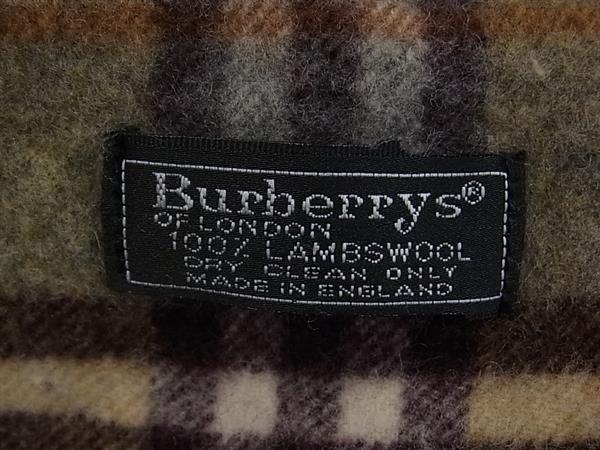 Burberrys®
OF LONDON
100% LAMBSWOOL
DRY CLEAN ONLY
MADE IN ENGLAND